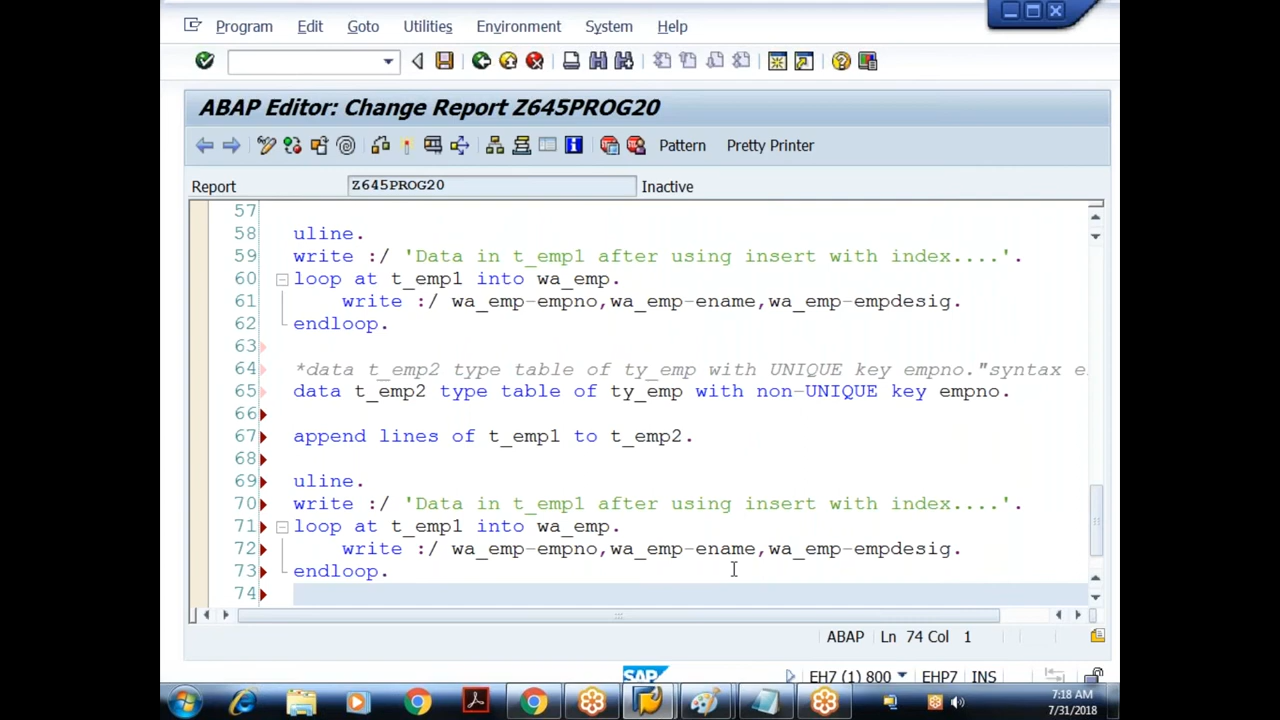 Program Edit Goto Utilities Environment System Help
ABAP Editor: Change Report Z645PROG20
Pattern Pretty Printer
Report Z645PROG20 Inactive
57
58 uline.
59 write :/ 'Data in t_emp1 after using insert with index....'.
60 loop at t_emp1 into wa_emp.
61 write :/ wa_emp-empno,wa_emp-ename,wa_emp-empdesig.
62 endloop.
63
64 *data t_emp2 type table of ty_emp with UNIQUE key empno."syntax e
65 data t_emp2 type table of ty_emp with non-UNIQUE key empno.
66
67 append lines of t_emp1 to t_emp2.
68
69 uline.
70 write :/ 'Data in t_emp1 after using insert with index....'.
71 loop at t_emp1 into wa_emp.
72 write :/ wa_emp-empno,wa_emp-ename,wa_emp-empdesig.
73 endloop.
74
ABAP Ln 74 Col 1
SAP EH7 (1) 800 EHP7 INS
7:18 AM
7/31/2018